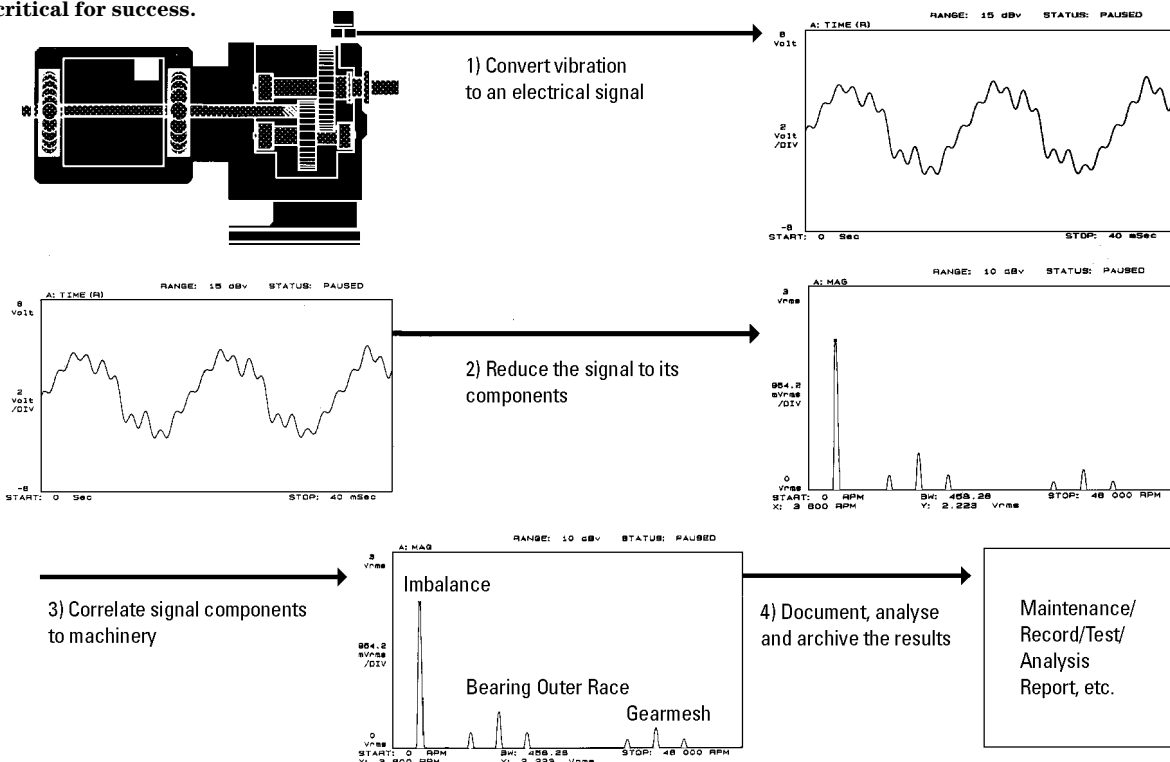 critical for success.
1) Convert vibration
to an electrical signal
RANGE: 15 dBv STATUS: PAUSED
A: TIME (R)
8
Volt
2
Volt
/DIV
-8
START: 0 Sec STOP: 40 mSec
RANGE: 15 dBv STATUS: PAUSED
A: TIME (R)
8
Volt
2
Volt
/DIV
-8
START: 0 Sec STOP: 40 mSec
2) Reduce the signal to its
components
RANGE: 10 dBv STATUS: PAUSED
A: MAG
3
Vrms
0
Vrms
mVrms
/DIV
START: 0 RPM BW: 458.28 STOP: 48 000 RPM
X: 3 600 RPM Y: 2.223 Vrms
3) Correlate signal components
to machinery
RANGE: 10 dBv STATUS: PAUSED
A: MAG
3
Vrms
mVrms
/DIV
0
Vrms
Imbalance
Bearing Outer Race
Gearmesh
START: 0 RPM BW: 458.28 STOP: 48 000 RPM
X: 3 600 RPM Y: 2.223 Vrms
4) Document, analyse
and archive the results
Maintenance/
Record/Test/
Analysis
Report, etc.